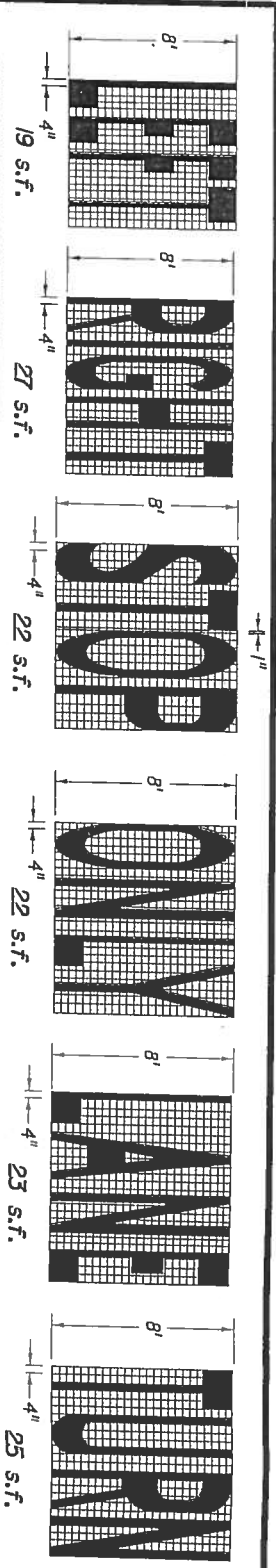 8'
4"
LEFT
19 s.f.
8'
4"
RIGHT
27 s.f.
8'
4"
1"
STOP
22 s.f.
8'
4"
ONLY
22 s.f.
8'
4"
LANE
23 s.f.
8'
4"
TURN
25 s.f.